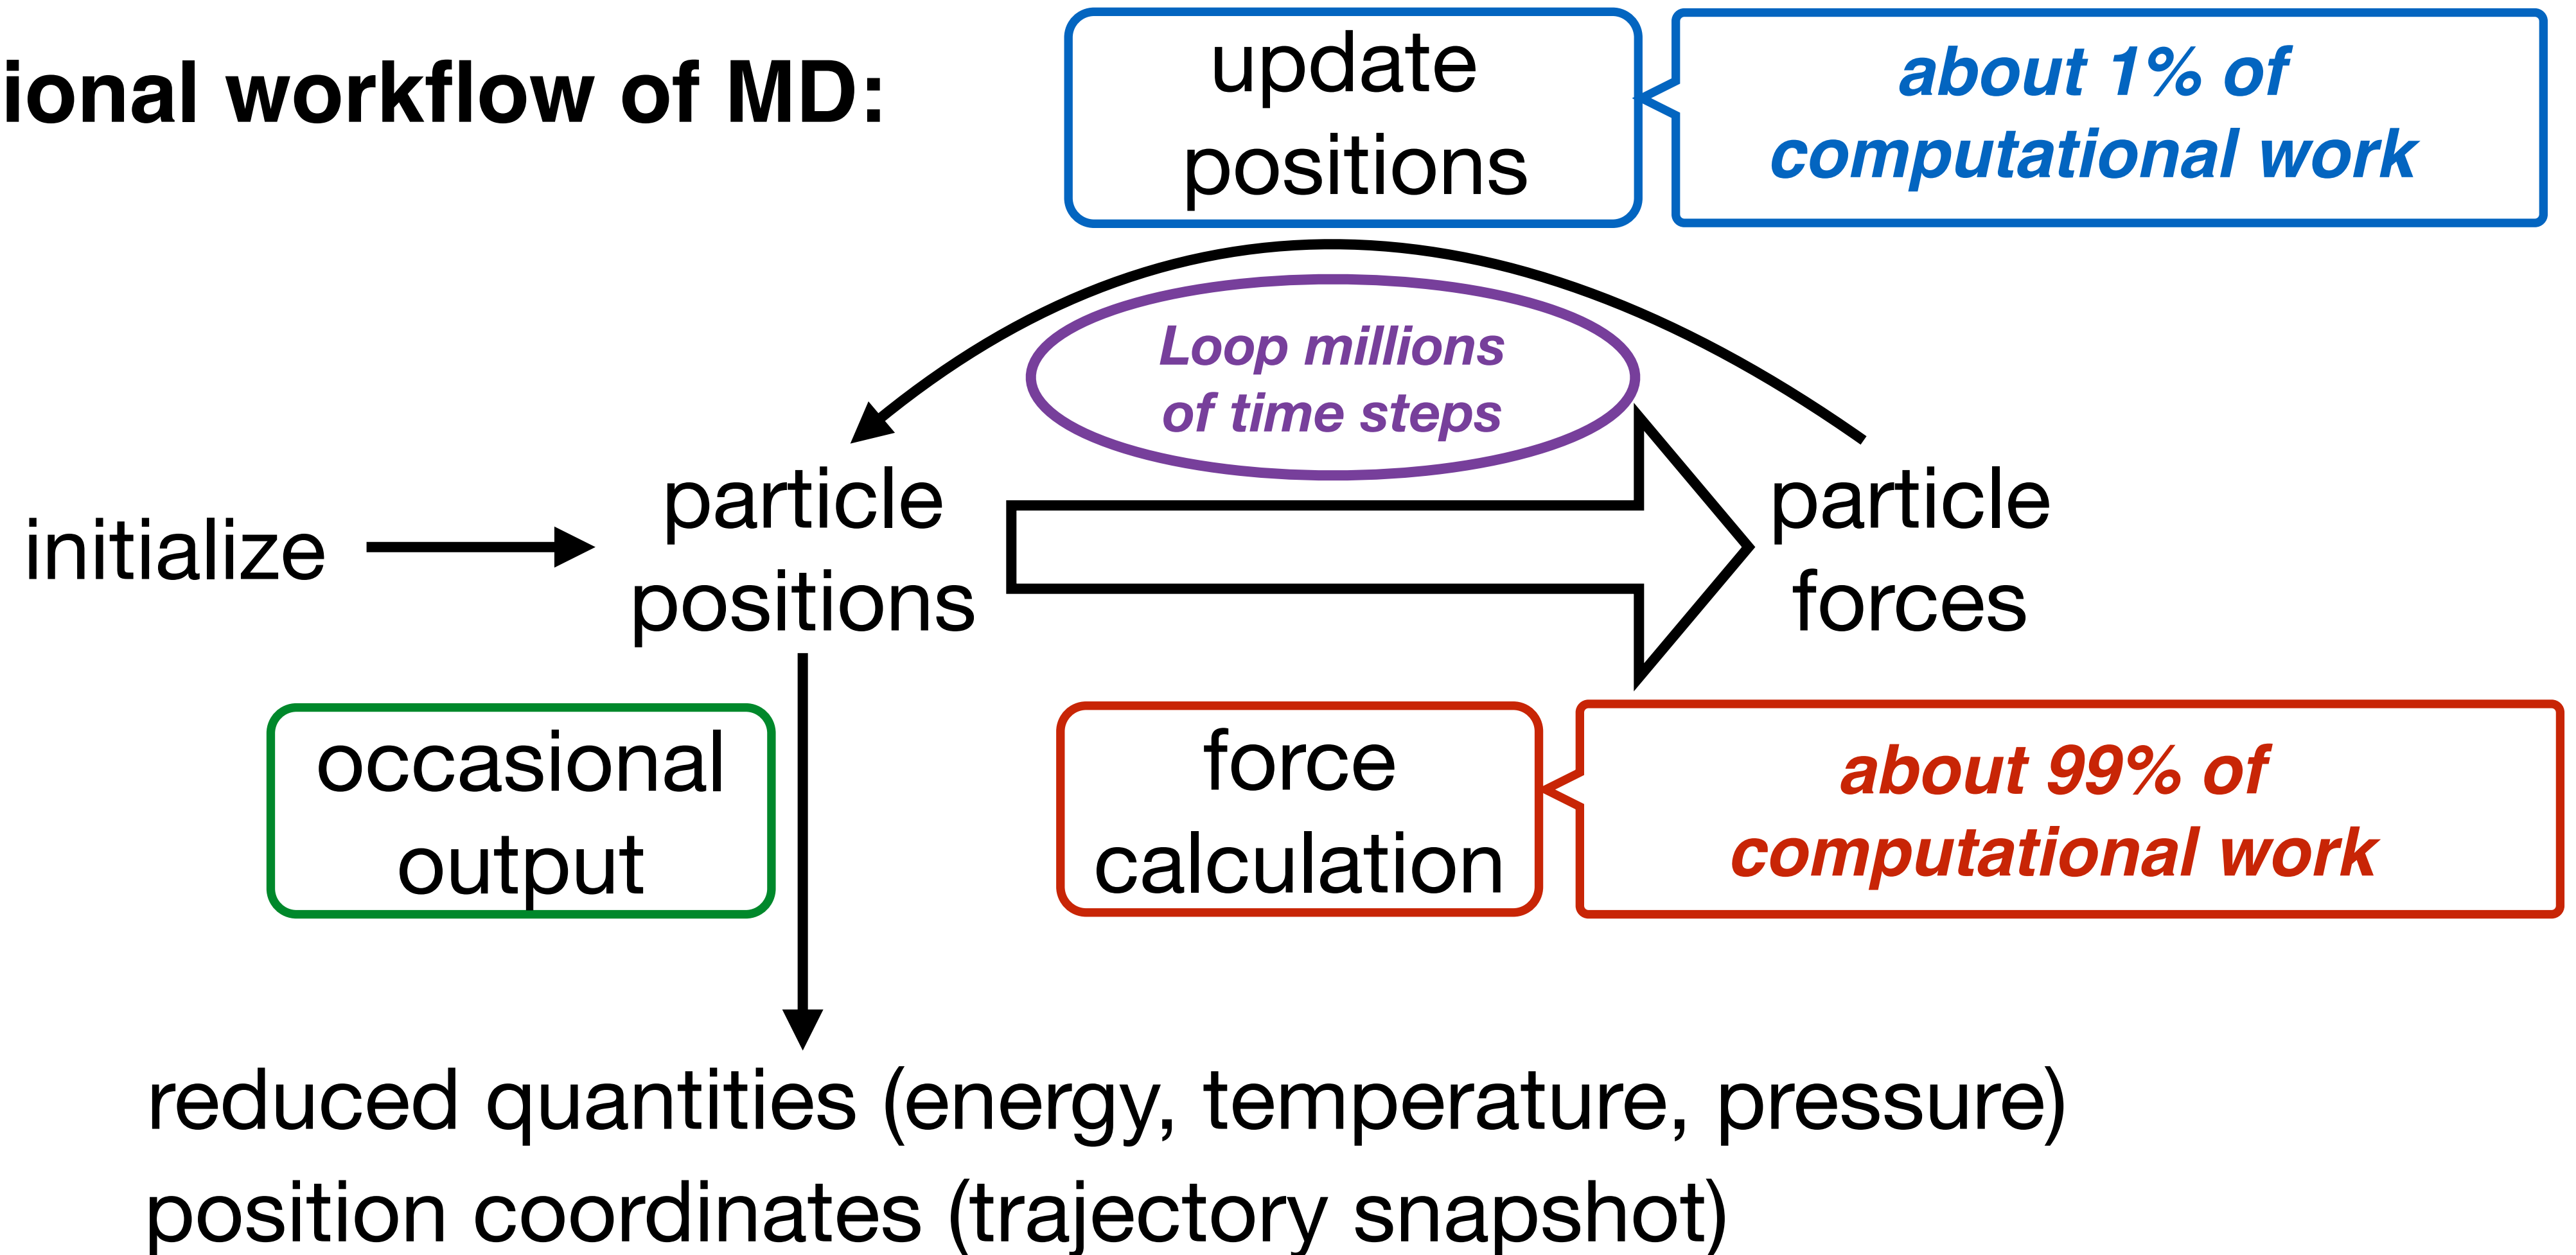 ional workflow of MD:
update
positions
about 1% of
computational work
Loop millions
of time steps
initialize
particle
positions
particle
forces
occasional
output
force
calculation
about 99% of
computational work
reduced quantities (energy, temperature, pressure)
position coordinates (trajectory snapshot)